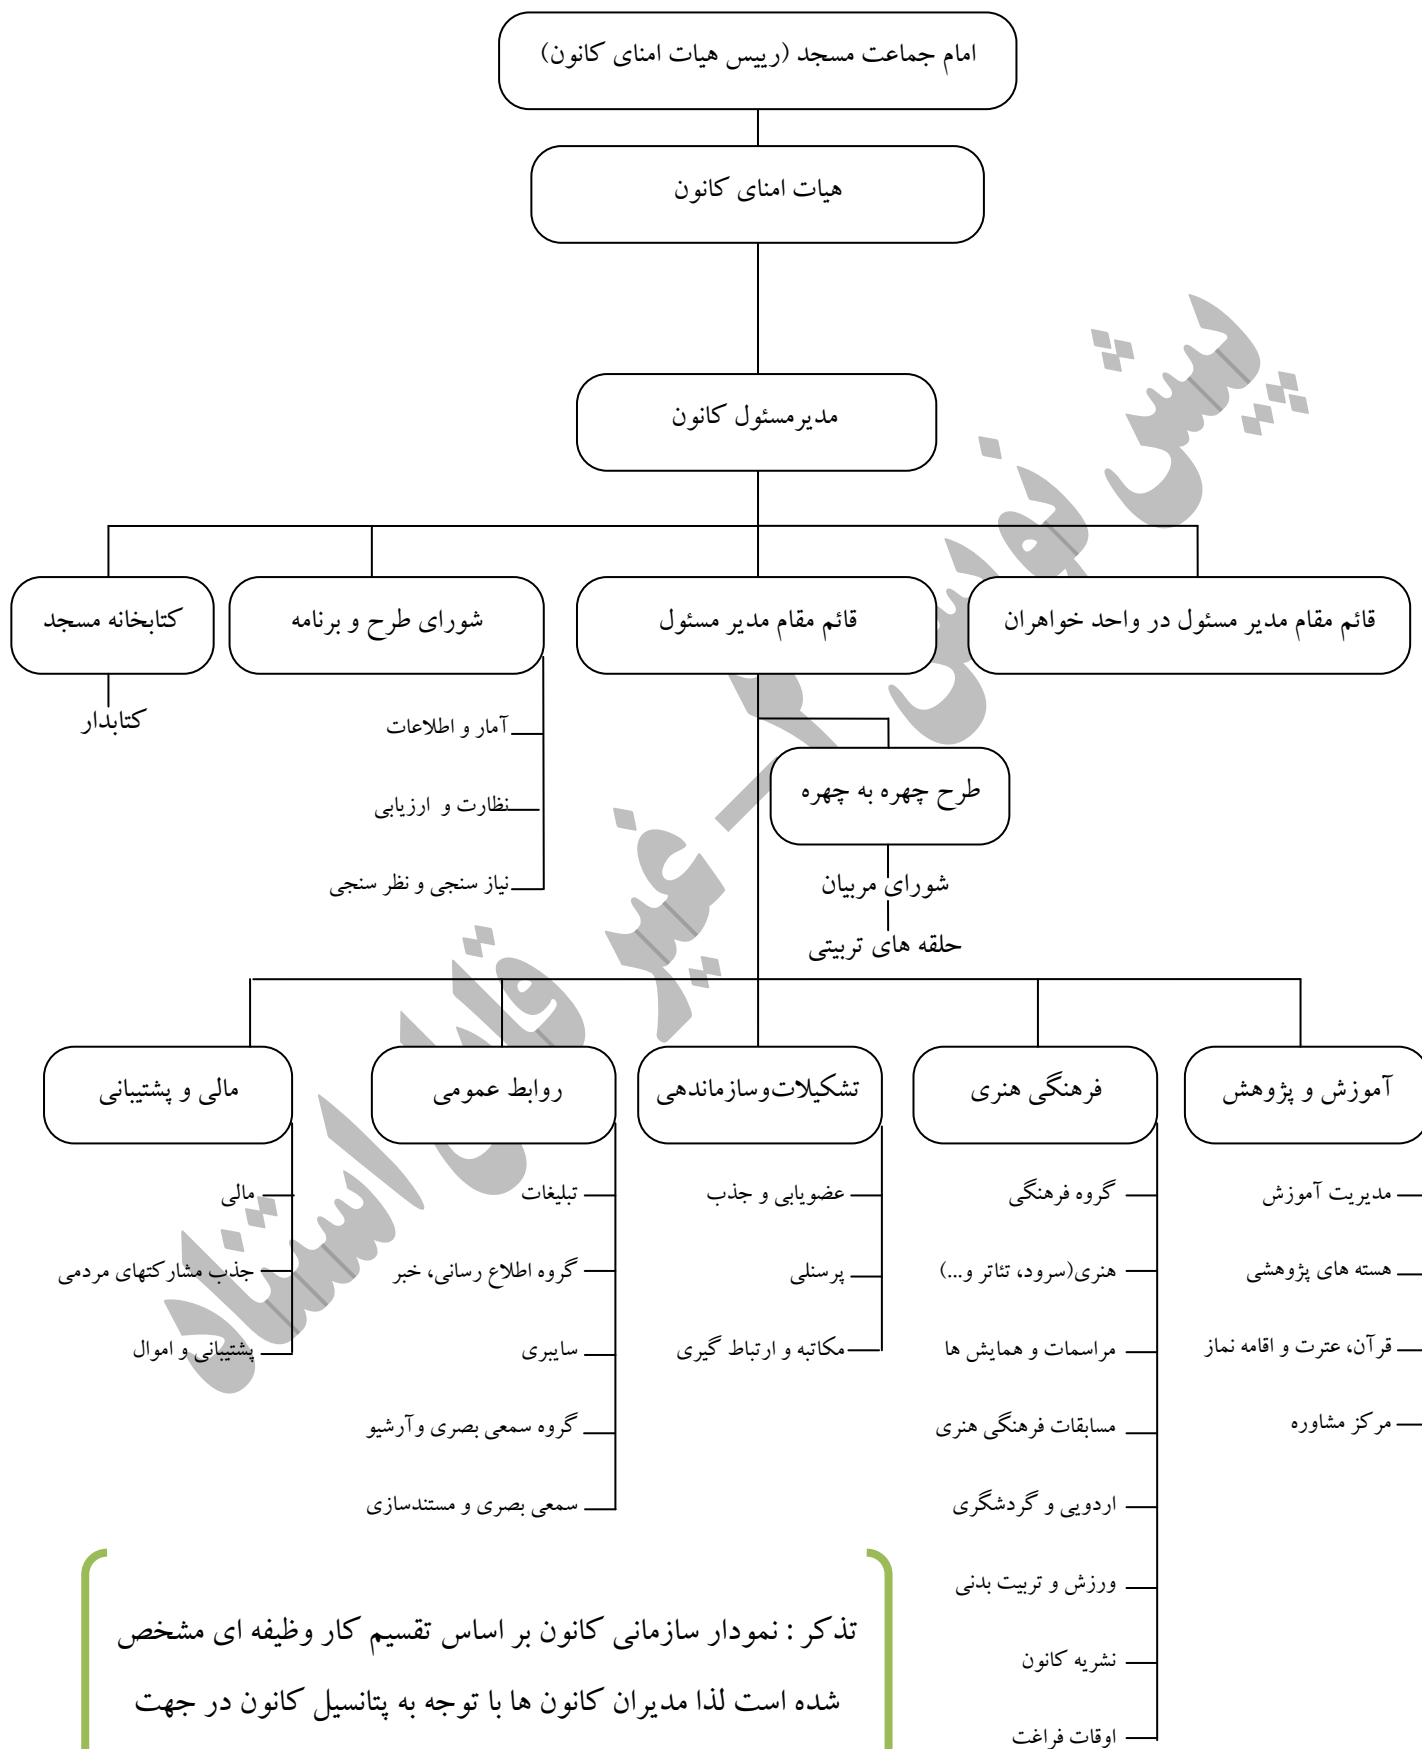 امام جماعت مسجد (رییس هیات امنای کانون)
هیات امنای کانون
مدیرمسئول کانون
قائم مقام مدیر مسئول در واحد خواهران
قائم مقام مدیر مسئول
شورای طرح و برنامه
کتابخانه مسجد
کتابدار
آمار و اطلاعات
نظارت و ارزیابی
نیاز سنجی و نظر سنجی
طرح چهره به چهره
شورای مربیان
حلقه های تربیتی
آموزش و پژوهش
مدیریت آموزش
هسته های پژوهشی
قرآن، عترت و اقامه نماز
مرکز مشاوره
فرهنگی هنری
گروه فرهنگی
هنری(سرود، تئاتر و...)
مراسمات و همایش ها
مسابقات فرهنگی هنری
اردویی و گردشگری
ورزش و تربیت بدنی
نشریه کانون
اوقات فراغت
تشکیلات‌وسازماندهی
عضویابی و جذب
پرسنلی
مکاتبه و ارتباط گیری
روابط عمومی
تبلیغات
گروه اطلاع رسانی، خبر
سایبری
گروه سمعی بصری وآرشیو
سمعی بصری و مستندسازی
مالی و پشتیبانی
مالی
جذب مشارکتهای مردمی
پشتیبانی و اموال
تذکر : نمودار سازمانی کانون بر اساس تقسیم کار وظیفه ای مشخص
شده است لذا مدیران کانون ها با توجه به پتانسیل کانون در جهت
پیش نویس ۲ – غیر قابل استناد